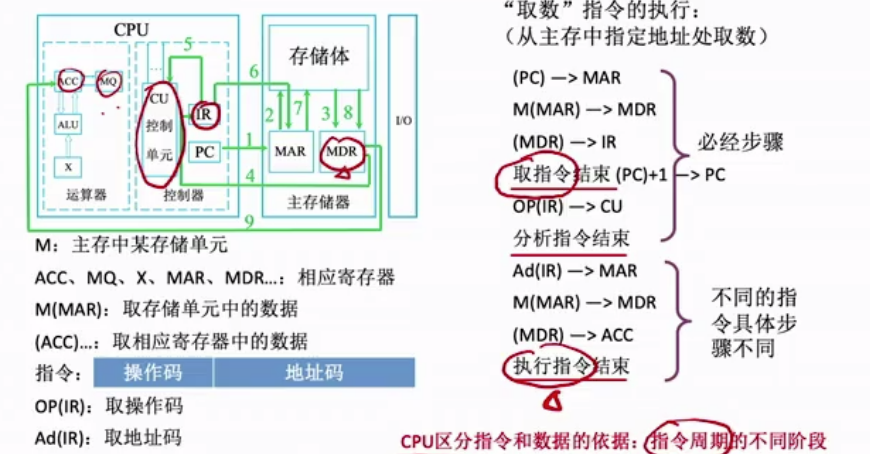 CPU
ACC
MQ
ALU
X
运算器
CU
控制
单元
IR
PC
控制器
存储体
MAR
MDR
主存储器
I/O
5
6
2
7
3
8
1
4
9
M：主存中某存储单元
ACC、MQ、X、MAR、MDR...：相应寄存器
M(MAR)：取存储单元中的数据
(ACC)...：取相应寄存器中的数据
指令： 操作码 地址码
OP(IR)：取操作码
Ad(IR)：取地址码
“取数”指令的执行：
（从主存中指定地址处取数）
(PC) —> MAR
M(MAR) —> MDR
(MDR) —> IR
取指令结束 (PC)+1 —> PC
OP(IR) —> CU
分析指令结束
必经步骤
Ad(IR) —> MAR
M(MAR) —> MDR
(MDR) —> ACC
执行指令结束
不同的指
令具体步
骤不同
CPU区分指令和数据的依据：指令周期的不同阶段